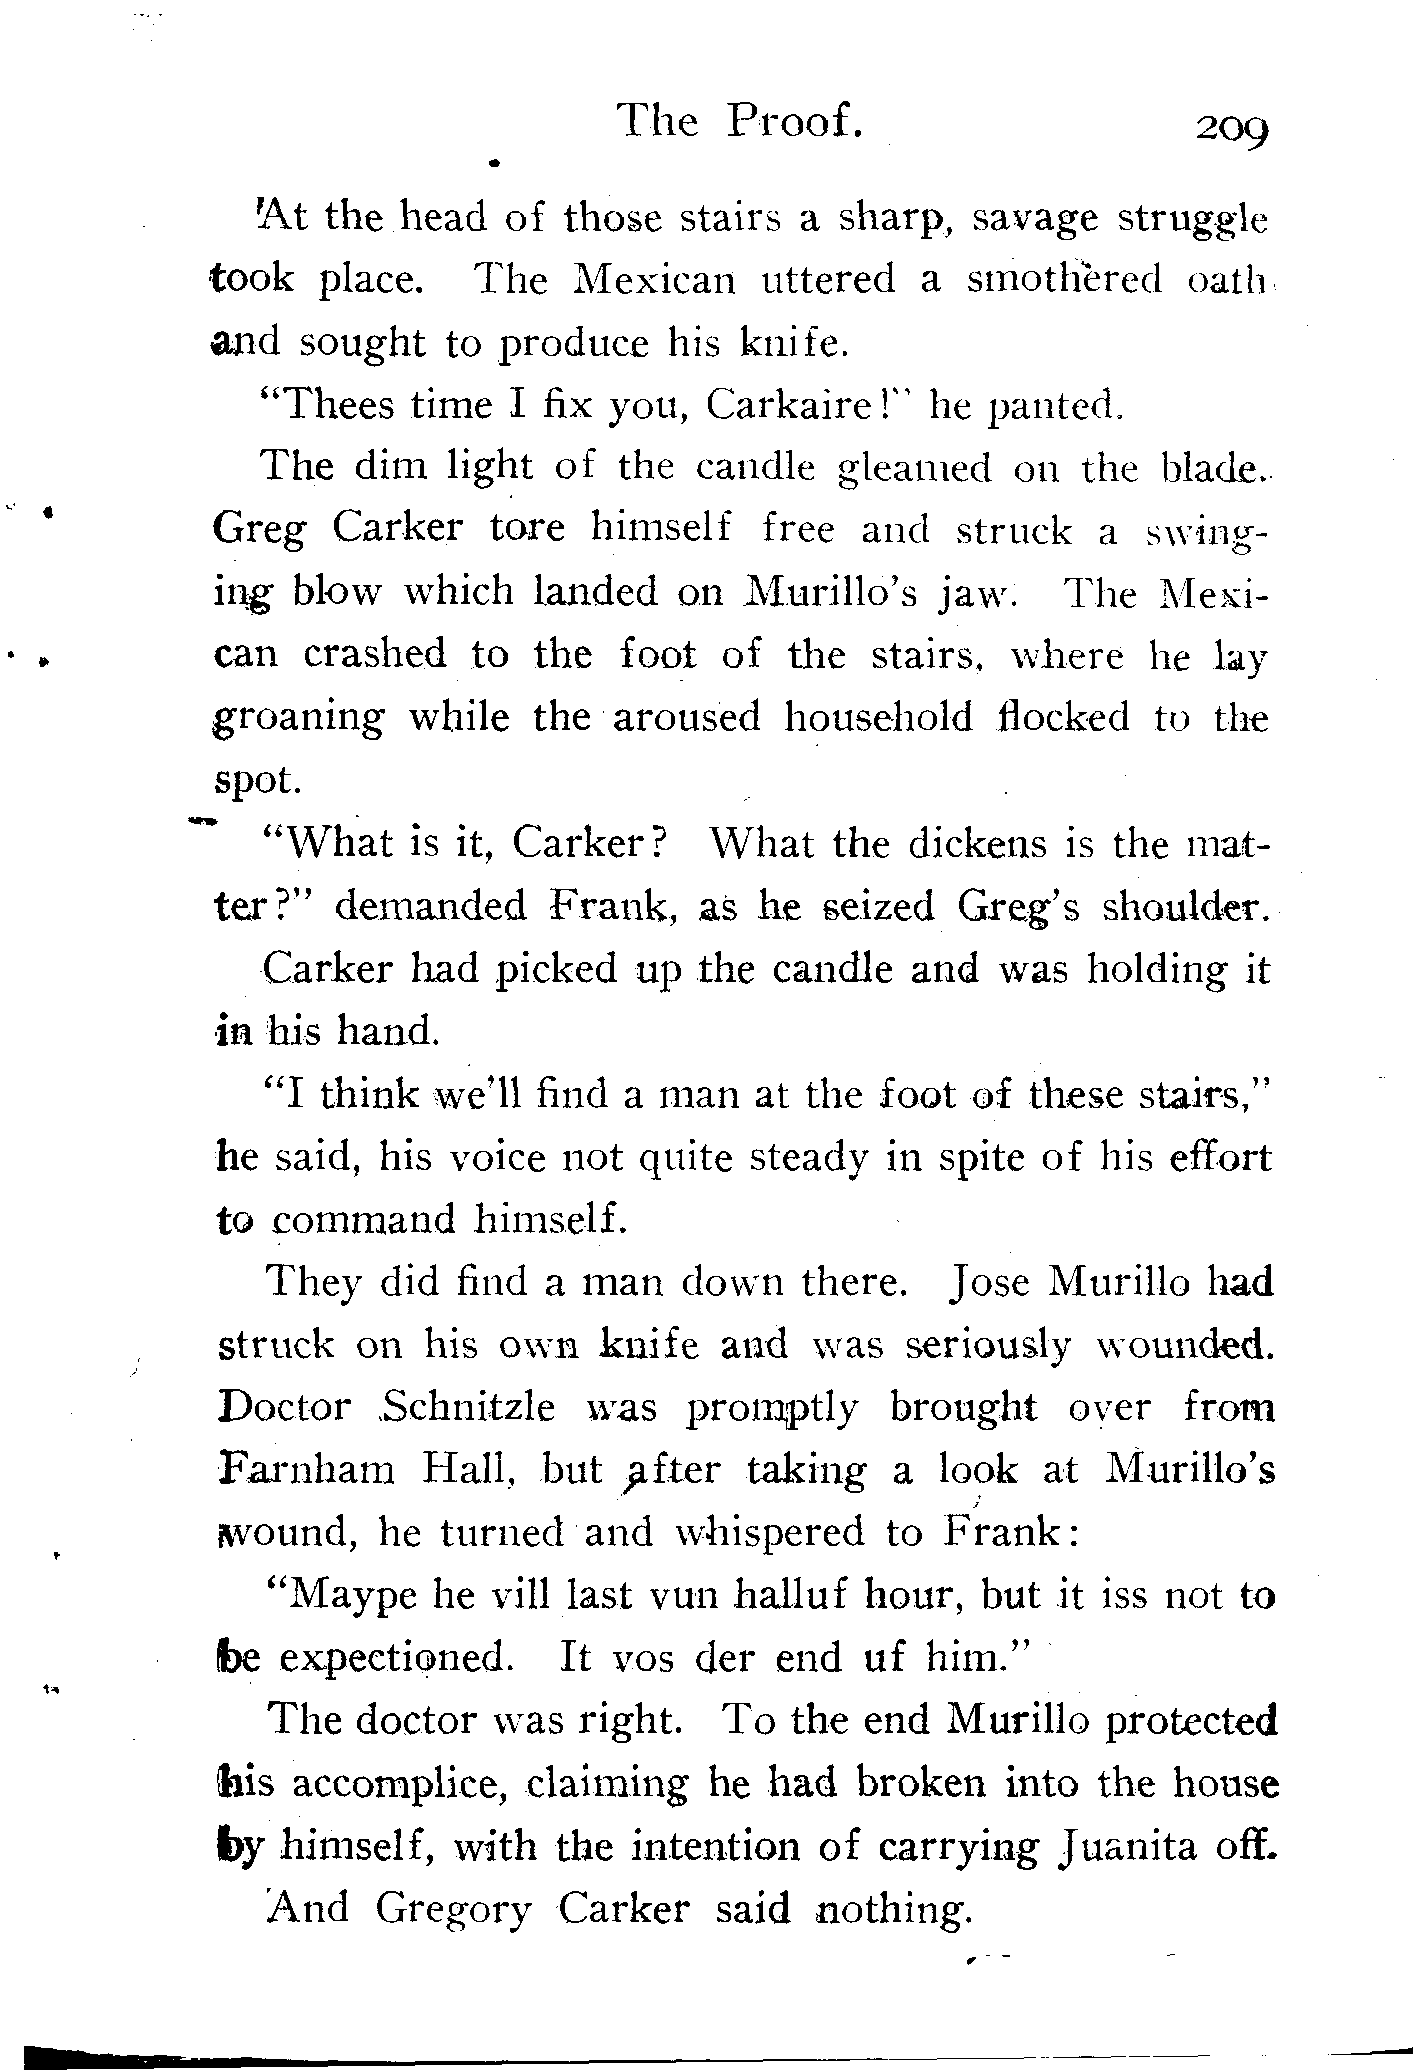 The Proof. 209
At the head of those stairs a sharp, savage struggle
took place. The Mexican uttered a smothered oath
and sought to produce his knife.
"Thees time I fix you, Carkaire!" he panted.
The dim light of the candle gleamed on the blade.
Greg Carker tore himself free and struck a swing-
ing blow which landed on Murillo's jaw. The Mexi-
can crashed to the foot of the stairs, where he lay
groaning while the aroused household flocked to the
spot.
"What is it, Carker? What the dickens is the mat-
ter?" demanded Frank, as he seized Greg's shoulder.
Carker had picked up the candle and was holding it
in his hand.
"I think we'll find a man at the foot of these stairs,"
he said, his voice not quite steady in spite of his effort
to command himself.
They did find a man down there. Jose Murillo had
struck on his own knife and was seriously wounded.
Doctor Schnitzle was promptly brought over from
Farnham Hall, but after taking a look at Murillo's
wound, he turned and whispered to Frank:
"Maype he vill last vun halluf hour, but it iss not to
be expectioned. It vos der end uf him."
The doctor was right. To the end Murillo protected
his accomplice, claiming he had broken into the house
by himself, with the intention of carrying Juanita off.
And Gregory Carker said nothing.